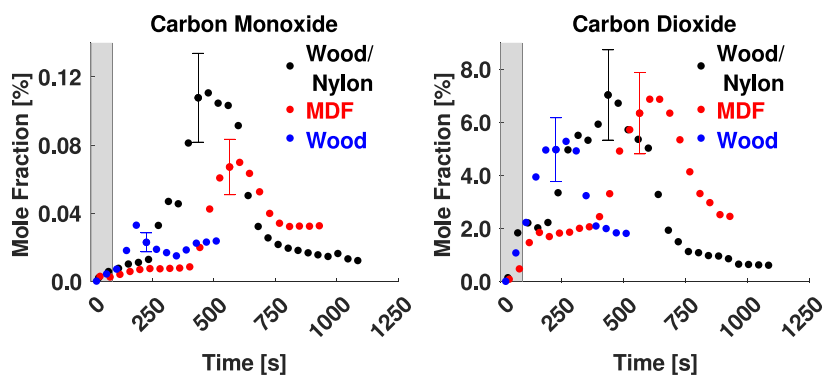 Carbon Monoxide
Mole Fraction [%]
0.12
0.08
0.04
0.0
Wood/
Nylon
MDF
Wood
0
250
500
750
1000
1250
Time [s]
Carbon Dioxide
Mole Fraction [%]
8.0
6.0
4.0
2.0
0.0
Wood/
Nylon
MDF
Wood
0
250
500
750
1000
1250
Time [s]